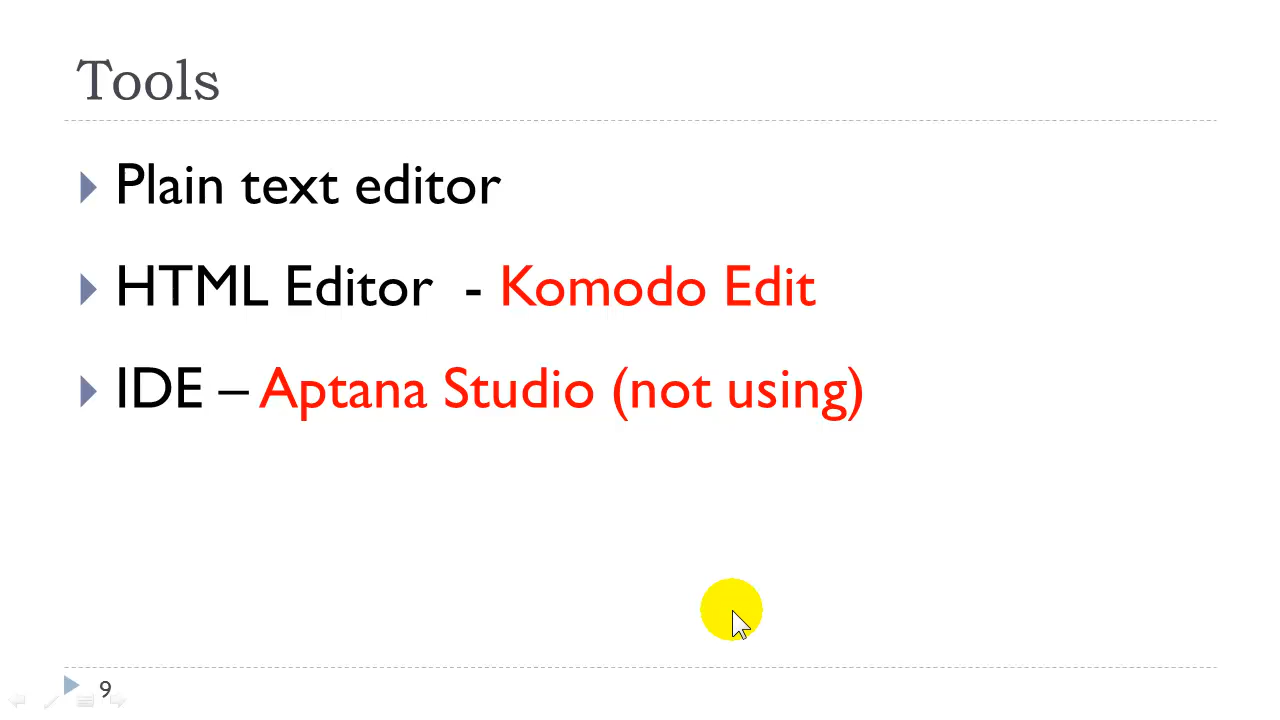 Tools
Plain text editor
HTML Editor - Komodo Edit
IDE – Aptana Studio (not using)
9